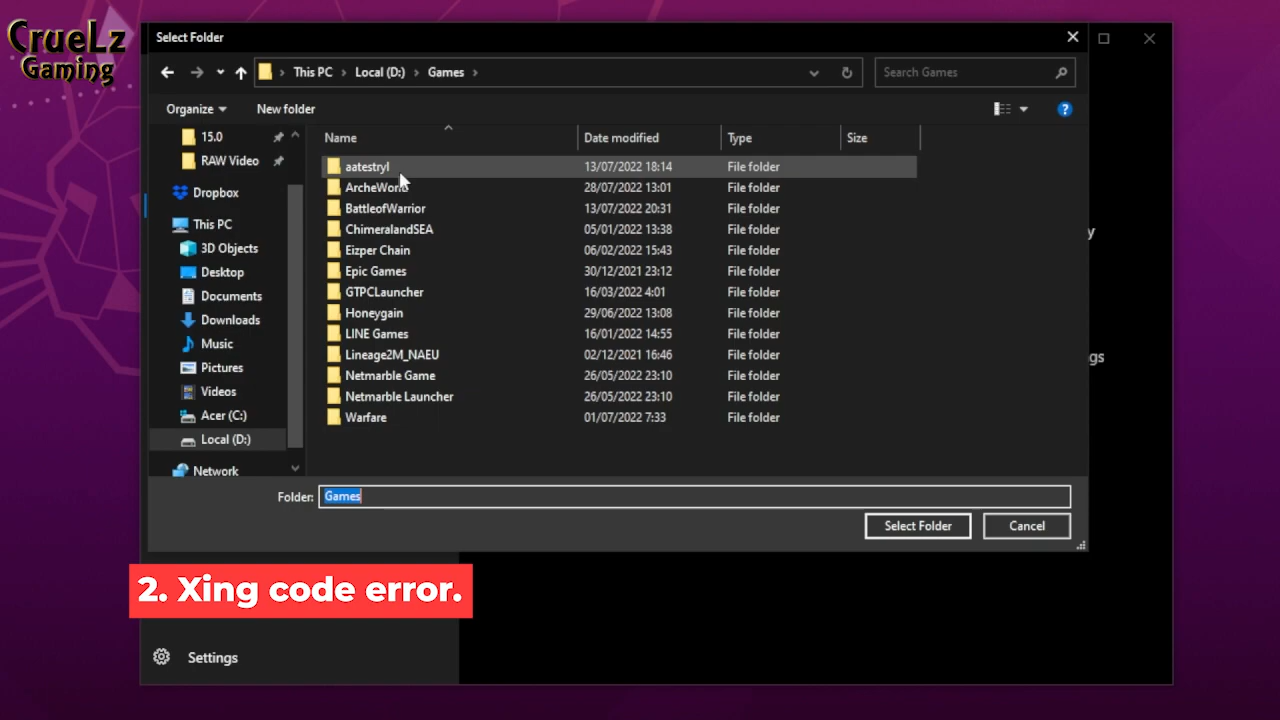 CrueLz
Gaming
Select Folder
This PC Local (D:) Games
Search Games
Organize
New folder
15.0
RAW Video
Dropbox
This PC
3D Objects
Desktop
Documents
Downloads
Music
Pictures
Videos
Acer (C:)
Local (D:)
Network
Name Date modified Type Size
aatestryl 13/07/2022 18:14 File folder
28/07/2022 13:01 File folder
BattleofWarrior 13/07/2022 20:31 File folder
ChimeralandSEA 05/01/2022 13:38 File folder
Eizper Chain 06/02/2022 15:43 File folder
Epic Games 30/12/2021 23:12 File folder
GTPCLauncher 16/03/2022 4:01 File folder
Honeygain 29/06/2022 13:08 File folder
LINE Games 16/01/2022 14:55 File folder
Lineage2M_NAEU 02/12/2021 16:46 File folder
Netmarble Game 26/05/2022 23:10 File folder
Netmarble Launcher 26/05/2022 23:10 File folder
Warfare 01/07/2022 7:33 File folder
Folder: Games
Select Folder
Cancel
2. Xing code error.
Settings